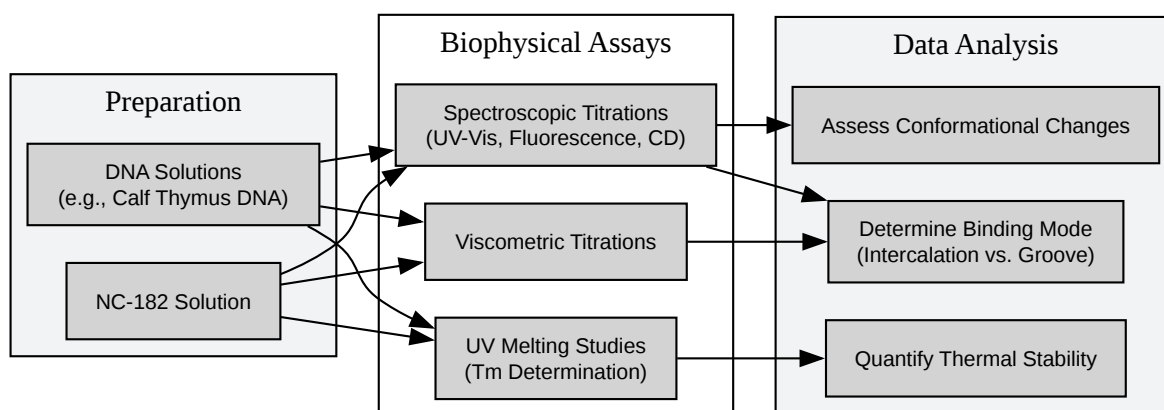 Preparation
DNA Solutions
(e.g., Calf Thymus DNA)
NC-182 Solution
Biophysical Assays
Spectroscopic Titrations
(UV-Vis, Fluorescence, CD)
Viscometric Titrations
UV Melting Studies
(Tm Determination)
Data Analysis
Assess Conformational Changes
Determine Binding Mode
(Intercalation vs. Groove)
Quantify Thermal Stability